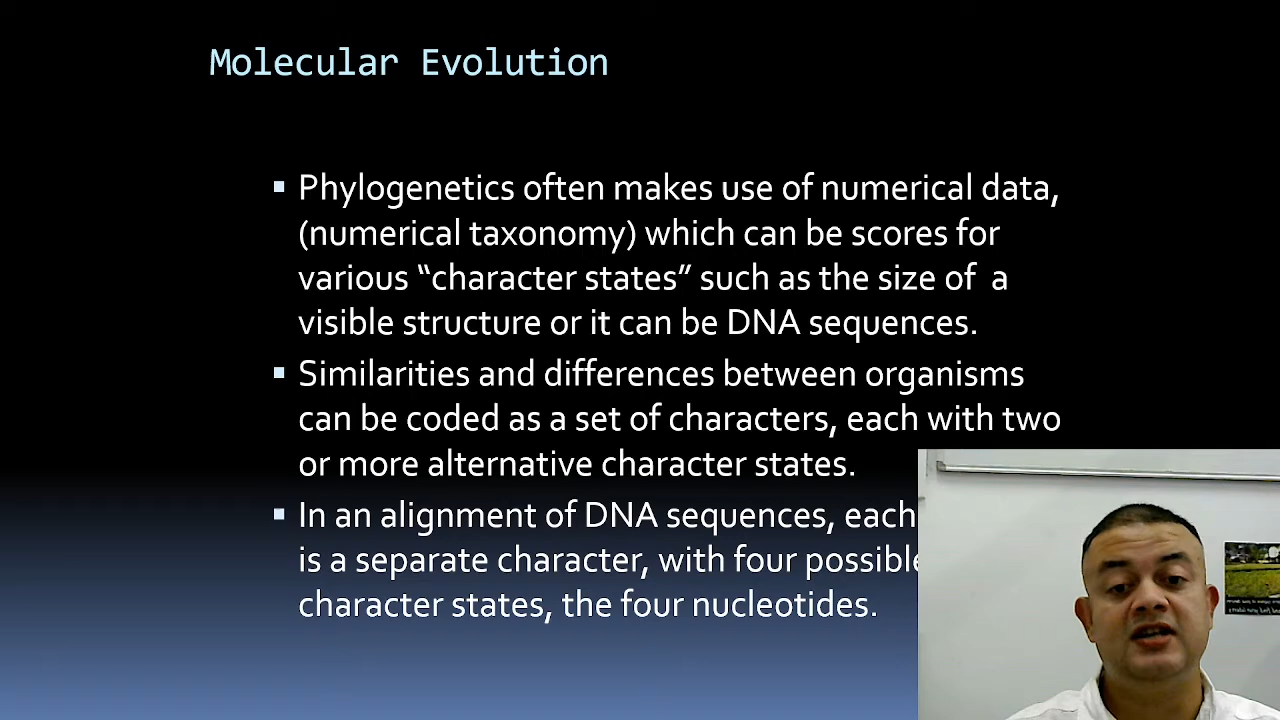 Molecular Evolution
▪ Phylogenetics often makes use of numerical data,
(numerical taxonomy) which can be scores for
various “character states” such as the size of a
visible structure or it can be DNA sequences.
▪ Similarities and differences between organisms
can be coded as a set of characters, each with two
or more alternative character states.
▪ In an alignment of DNA sequences, each
is a separate character, with four possible
character states, the four nucleotides.